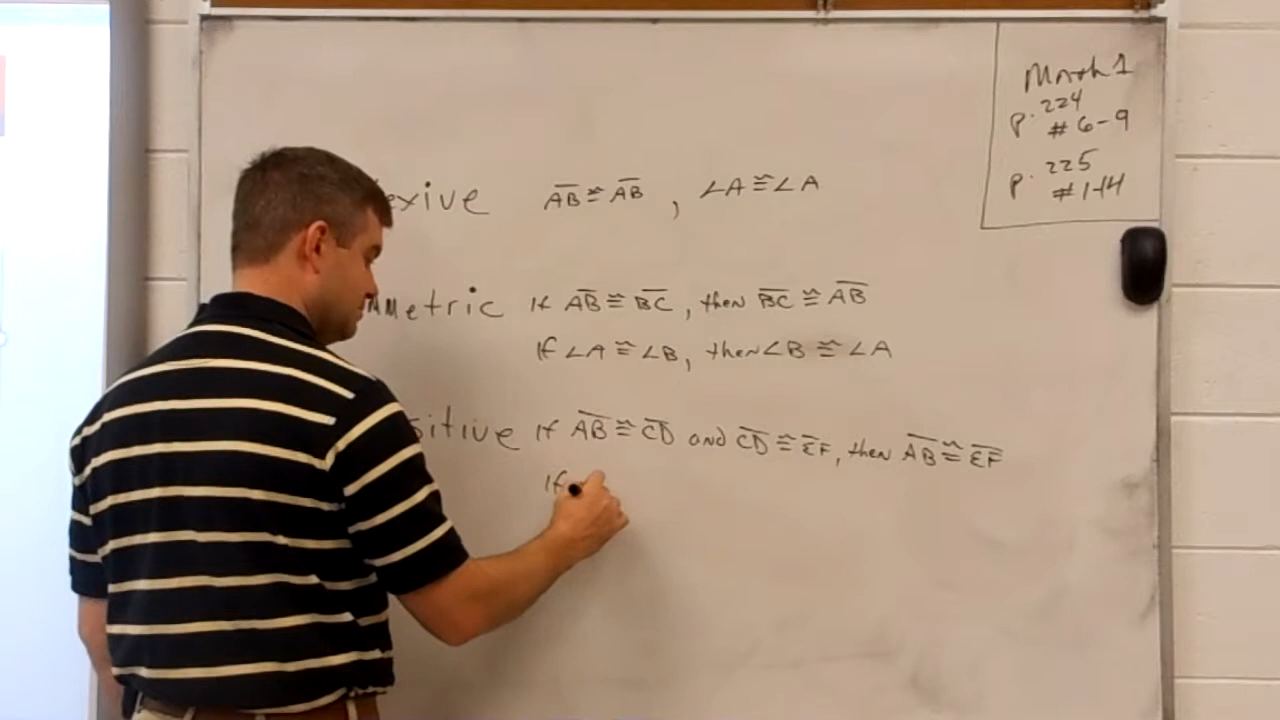 exive AB ≅ AB , ∠A ≅ ∠A
mmetric If AB ≅ BC , then BC ≅ AB
If ∠A ≅ ∠B, then ∠B ≅ ∠A
sitive If AB ≅ CD and CD ≅ EF, then AB ≅ EF
If
Math 1
p. 224
# 6-9
p. 225
# 1-14